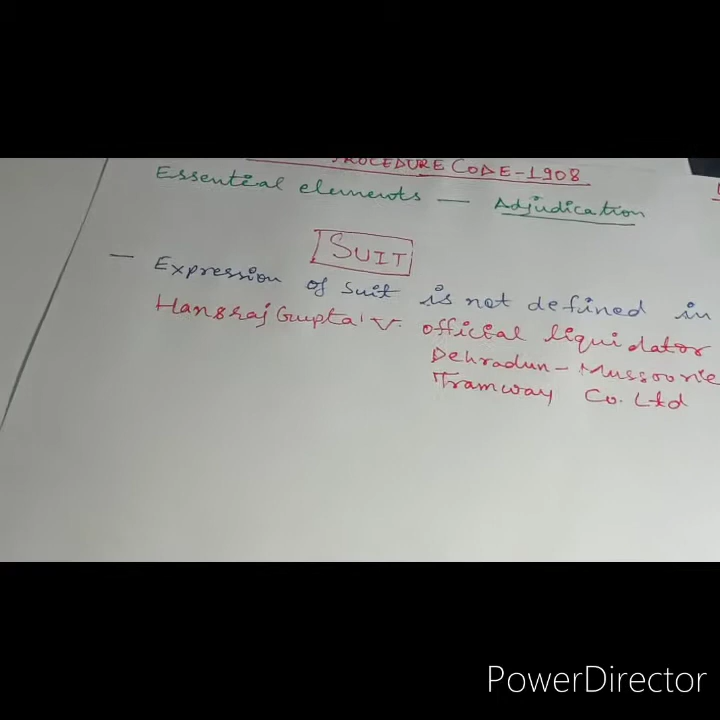 PROCEDURE CODE-1908
Essential elements — Adjudication
SUIT
— Expression of suit is not defined in
Hansraj Gupta v. official liquidator
Dehradun-Mussoorie
Tramway Co. Ltd
PowerDirector